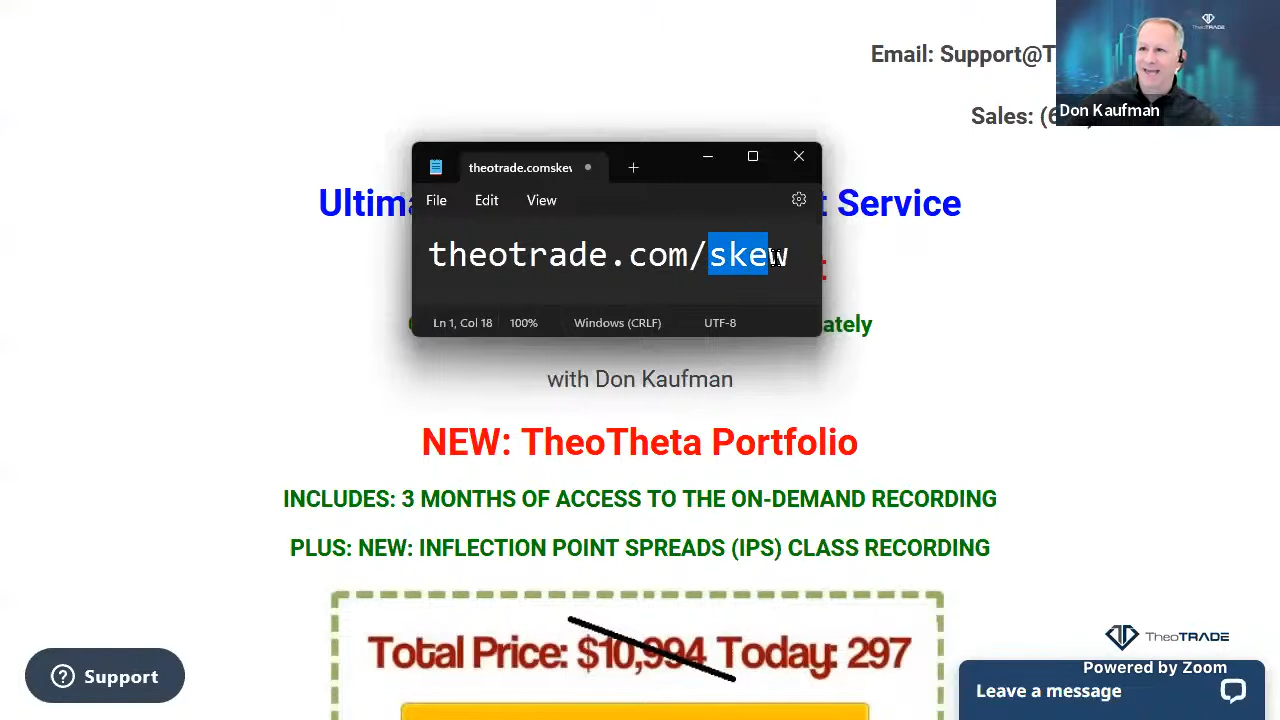 TheoTRADE
Email: Support@T
Don Kaufman
Sales: (6
theotrade.comskew
Ultima
t Service
File Edit View
theotrade.com/skew
Ln 1, Col 18 100% Windows (CRLF) UTF-8
ately
with Don Kaufman
NEW: TheoTheta Portfolio
INCLUDES: 3 MONTHS OF ACCESS TO THE ON-DEMAND RECORDING
PLUS: NEW: INFLECTION POINT SPREADS (IPS) CLASS RECORDING
Total Price: $10,994 Today: 297
TheoTRADE
Powered by Zoom
Support
Leave a message